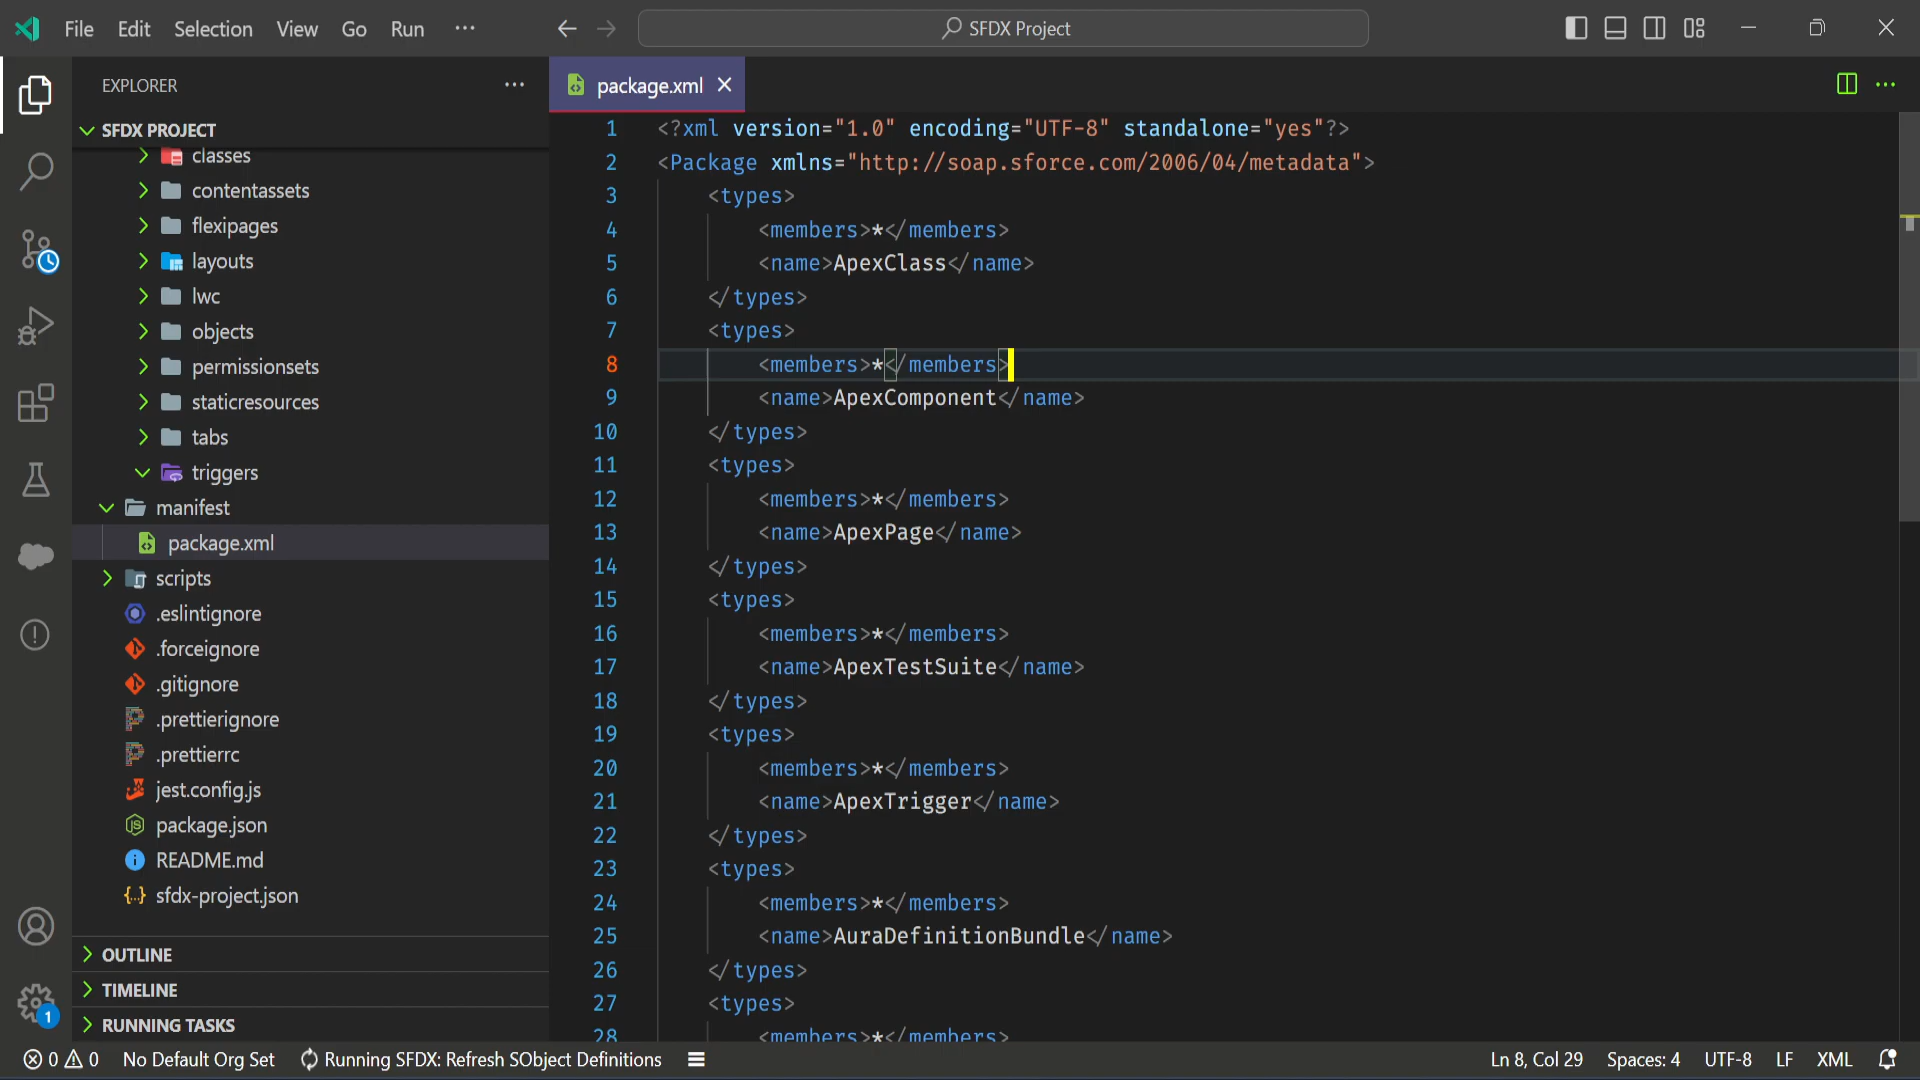 File Edit Selection View Go Run ···
SFDX Project
EXPLORER
SFDX PROJECT
classes
contentassets
flexipages
layouts
lwc
objects
permissionsets
staticresources
tabs
triggers
manifest
package.xml
scripts
.eslintignore
.forceignore
.gitignore
.prettierignore
.prettierrc
jest.config.js
package.json
README.md
sfdx-project.json
OUTLINE
TIMELINE
RUNNING TASKS
1
package.xml
1 <?xml version="1.0" encoding="UTF-8" standalone="yes"?>
2 <Package xmlns="http://soap.sforce.com/2006/04/metadata">
3 <types>
4 <members>*</members>
5 <name>ApexClass</name>
6 </types>
7 <types>
8 <members>*</members>
9 <name>ApexComponent</name>
10 </types>
11 <types>
12 <members>*</members>
13 <name>ApexPage</name>
14 </types>
15 <types>
16 <members>*</members>
17 <name>ApexTestSuite</name>
18 </types>
19 <types>
20 <members>*</members>
21 <name>ApexTrigger</name>
22 </types>
23 <types>
24 <members>*</members>
25 <name>AuraDefinitionBundle</name>
26 </types>
27 <types>
28 <members>*</members>
0 0 No Default Org Set Running SFDX: Refresh SObject Definitions Ln 8, Col 29 Spaces: 4 UTF-8 LF XML